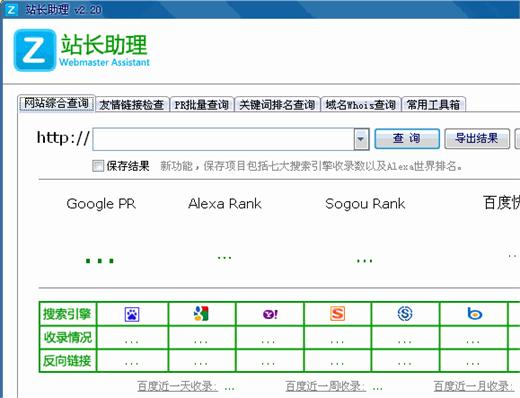 站长助理 v2.20
站长助理
Webmaster Assistant
网站综合查询 友情链接检查 PR批量查询 关键词排名查询 域名Whois查询 常用工具箱
http:// 查 询 导出结果
保存结果 新功能，保存项目包括七大搜索引擎收录数以及Alexa世界排名。
Google PR Alexa Rank Sogou Rank 百度
... ... ... ..
搜索引擎
收录情况 ... ... ... ... ... ...
反向链接 ... ... ... ... ... ...
百度近一天收录: ... 百度近一周收录: ... 百度近一月收录: